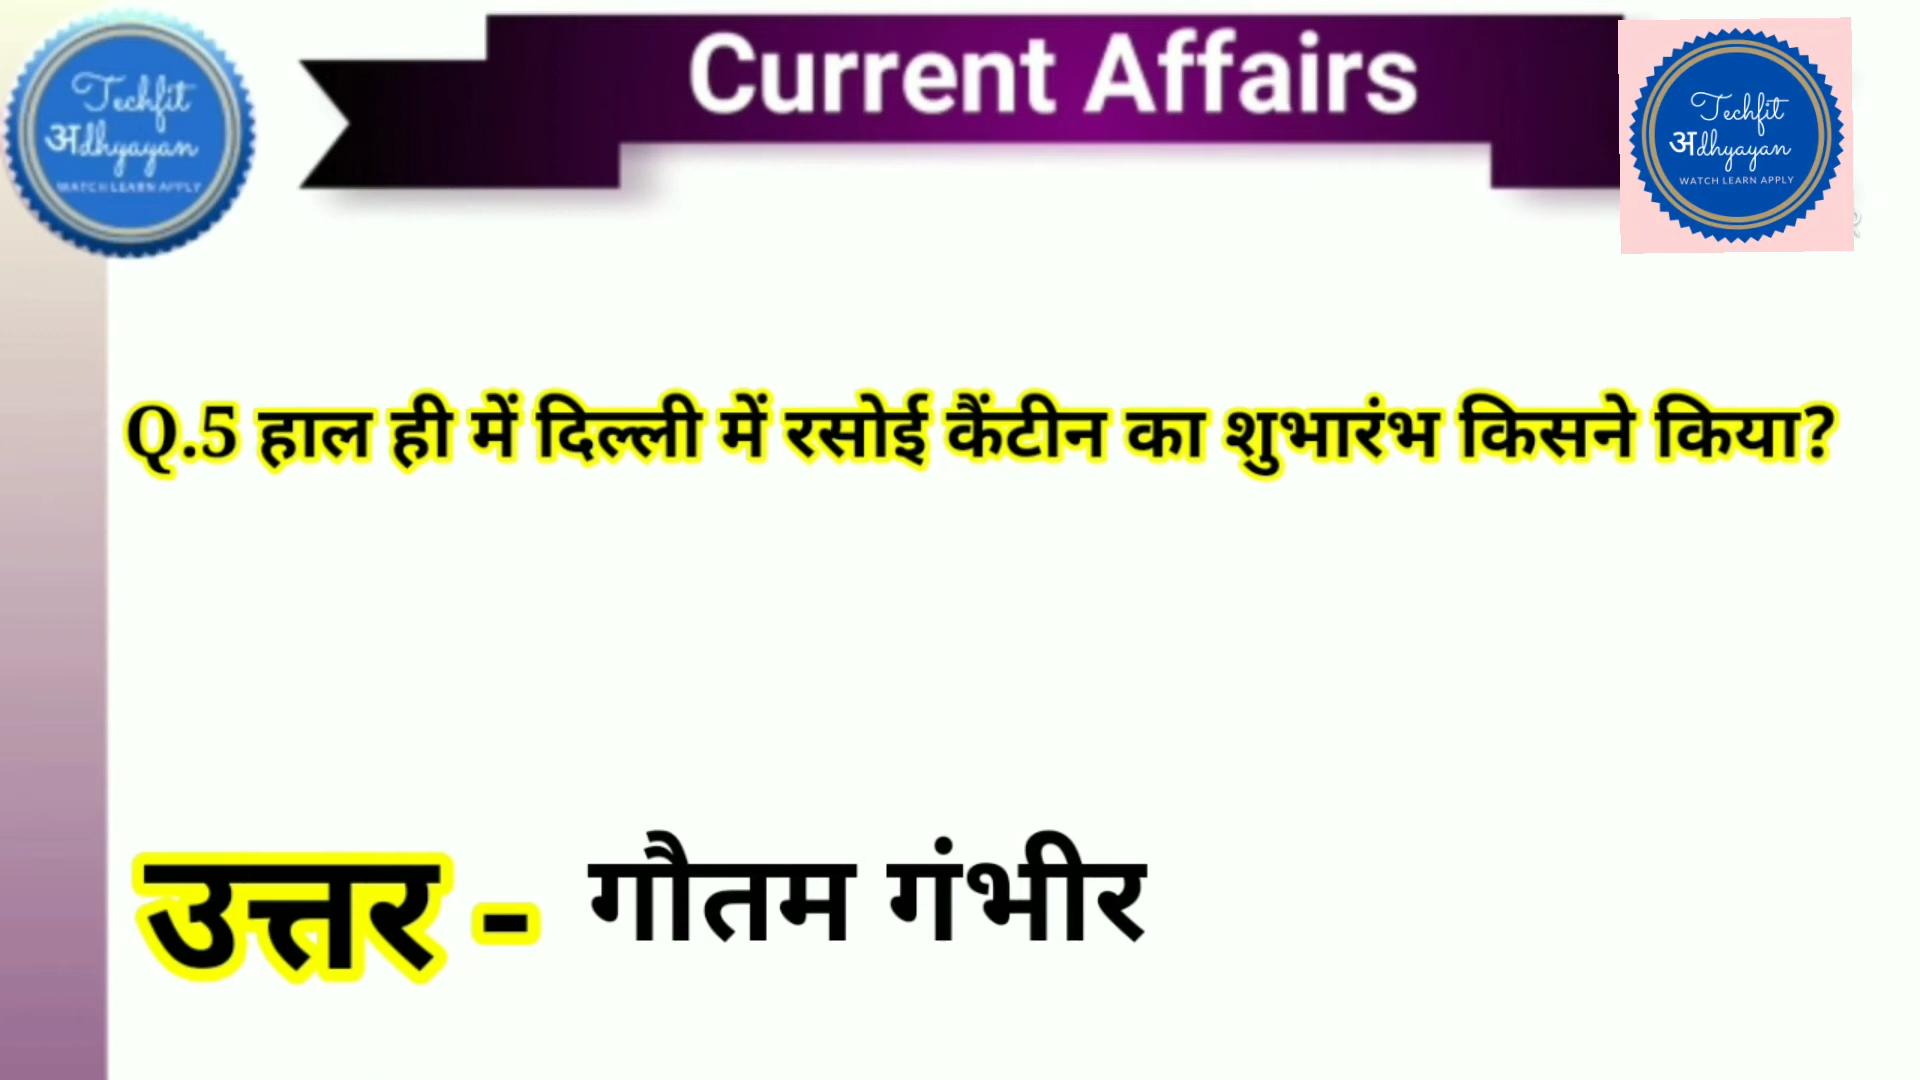 Current Affairs
Techfit
अdhyayan
WATCH LEARN APPLY
Techfit
अdhyayan
WATCH LEARN APPLY
Q.5 हाल ही में दिल्ली में रसोई कैंटीन का शुभारंभ किसने किया?
उत्तर - गौतम गंभीर